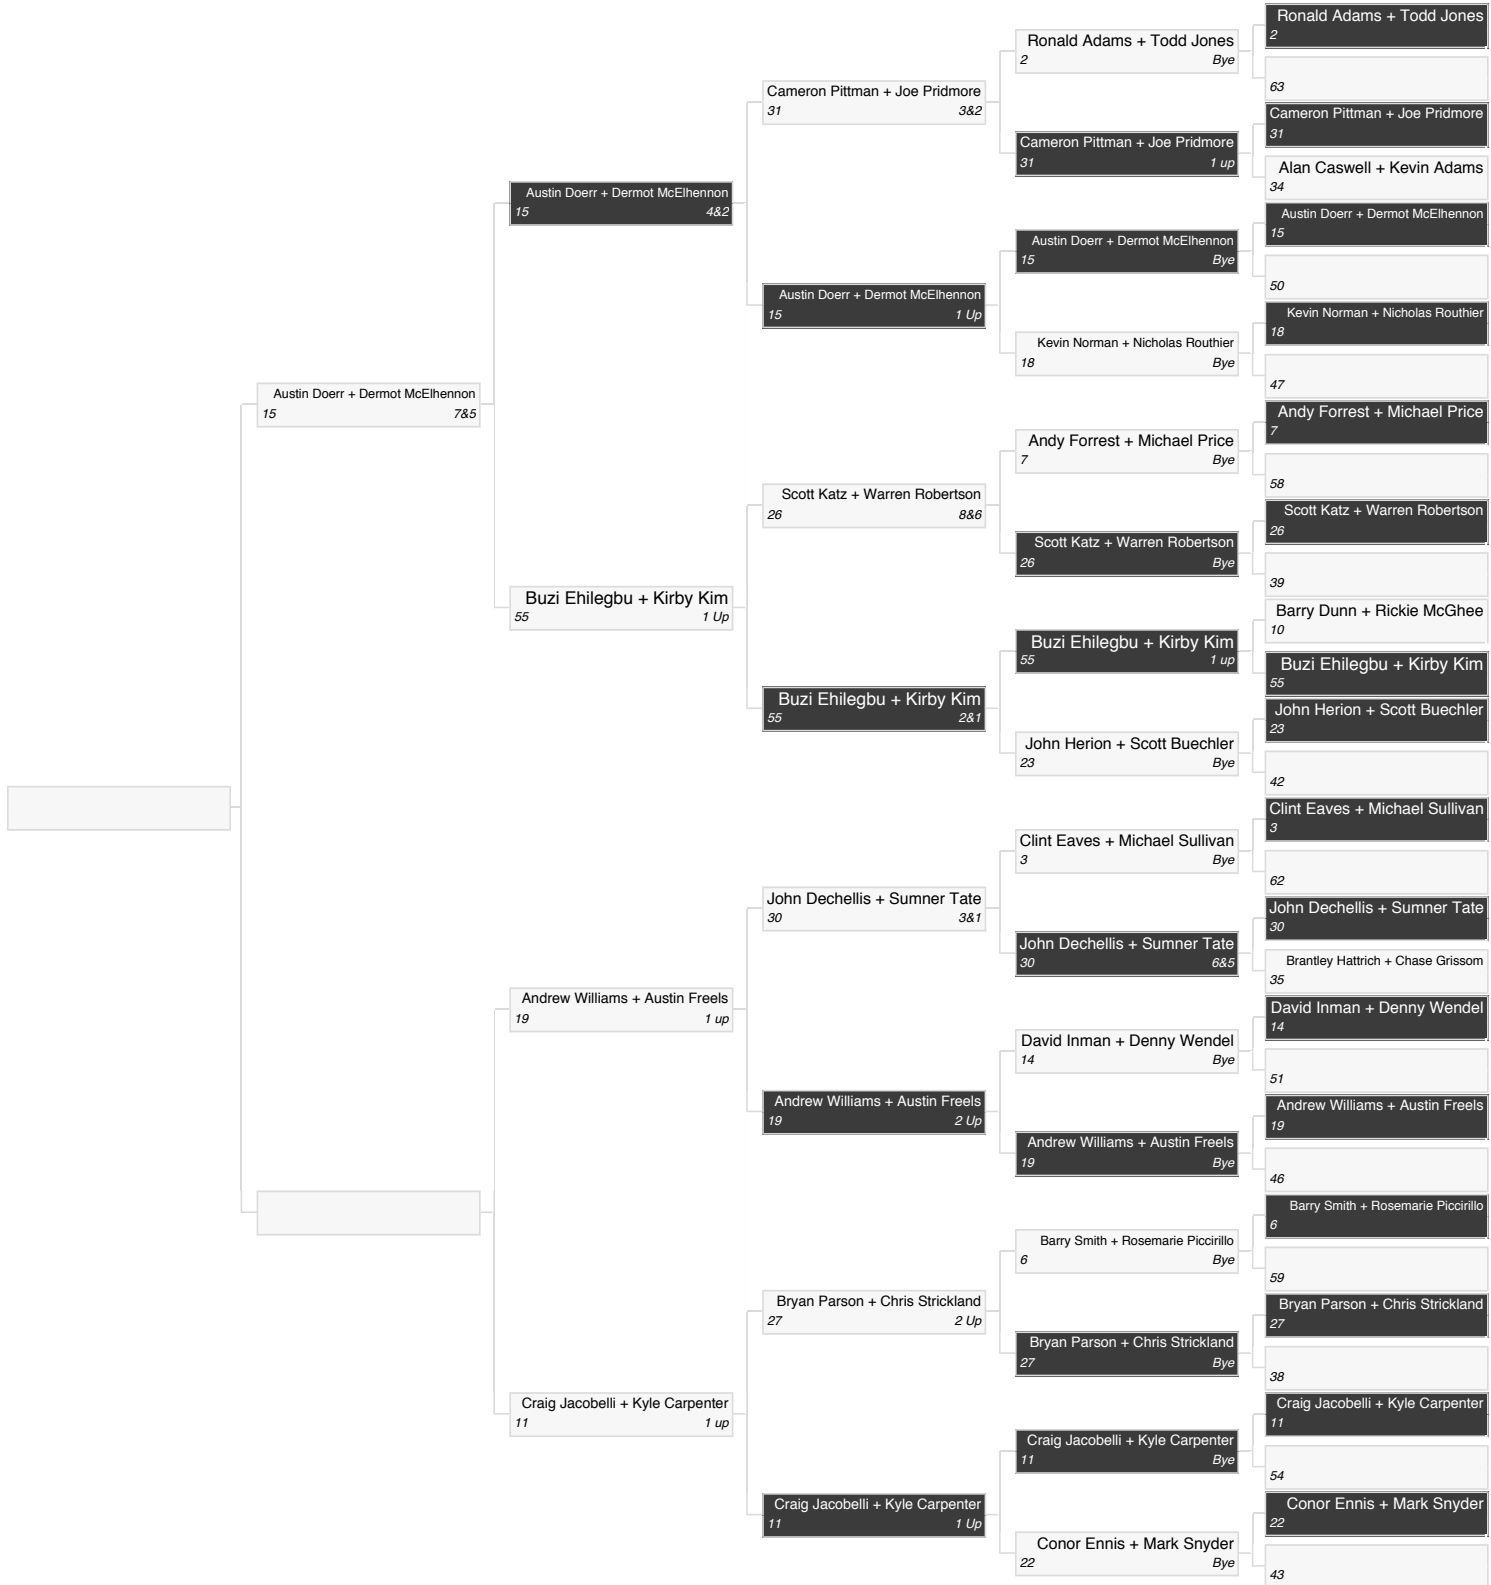 Austin Doerr + Dermot McElhennon
15 7&5
Austin Doerr + Dermot McElhennon
15 4&2
Buzi Ehilegbu + Kirby Kim
55 1 Up
Andrew Williams + Austin Freels
19 1 up
Craig Jacobelli + Kyle Carpenter
11 1 up
Cameron Pittman + Joe Pridmore
31 3&2
Austin Doerr + Dermot McElhennon
15 1 Up
Scott Katz + Warren Robertson
26 8&6
Buzi Ehilegbu + Kirby Kim
55 2&1
John Dechellis + Sumner Tate
30 3&1
Andrew Williams + Austin Freels
19 2 Up
Bryan Parson + Chris Strickland
27 2 Up
Craig Jacobelli + Kyle Carpenter
11 1 Up
Ronald Adams + Todd Jones
2 Bye
Cameron Pittman + Joe Pridmore
31 1 up
Austin Doerr + Dermot McElhennon
15 Bye
Kevin Norman + Nicholas Routhier
18 Bye
Andy Forrest + Michael Price
7 Bye
Scott Katz + Warren Robertson
26 Bye
Buzi Ehilegbu + Kirby Kim
55 1 up
John Herion + Scott Buechler
23 Bye
Clint Eaves + Michael Sullivan
3 Bye
John Dechellis + Sumner Tate
30 6&5
David Inman + Denny Wendel
14 Bye
Andrew Williams + Austin Freels
19 Bye
Barry Smith + Rosemarie Piccirillo
6 Bye
Bryan Parson + Chris Strickland
27 Bye
Craig Jacobelli + Kyle Carpenter
11 Bye
Conor Ennis + Mark Snyder
22 Bye
Ronald Adams + Todd Jones
2
63
Cameron Pittman + Joe Pridmore
31
Alan Caswell + Kevin Adams
34
Austin Doerr + Dermot McElhennon
15
50
Kevin Norman + Nicholas Routhier
18
47
Andy Forrest + Michael Price
7
58
Scott Katz + Warren Robertson
26
39
Barry Dunn + Rickie McGhee
10
Buzi Ehilegbu + Kirby Kim
55
John Herion + Scott Buechler
23
42
Clint Eaves + Michael Sullivan
3
62
John Dechellis + Sumner Tate
30
Brantley Hattrich + Chase Grissom
35
David Inman + Denny Wendel
14
51
Andrew Williams + Austin Freels
19
46
Barry Smith + Rosemarie Piccirillo
6
59
Bryan Parson + Chris Strickland
27
38
Craig Jacobelli + Kyle Carpenter
11
54
Conor Ennis + Mark Snyder
22
43